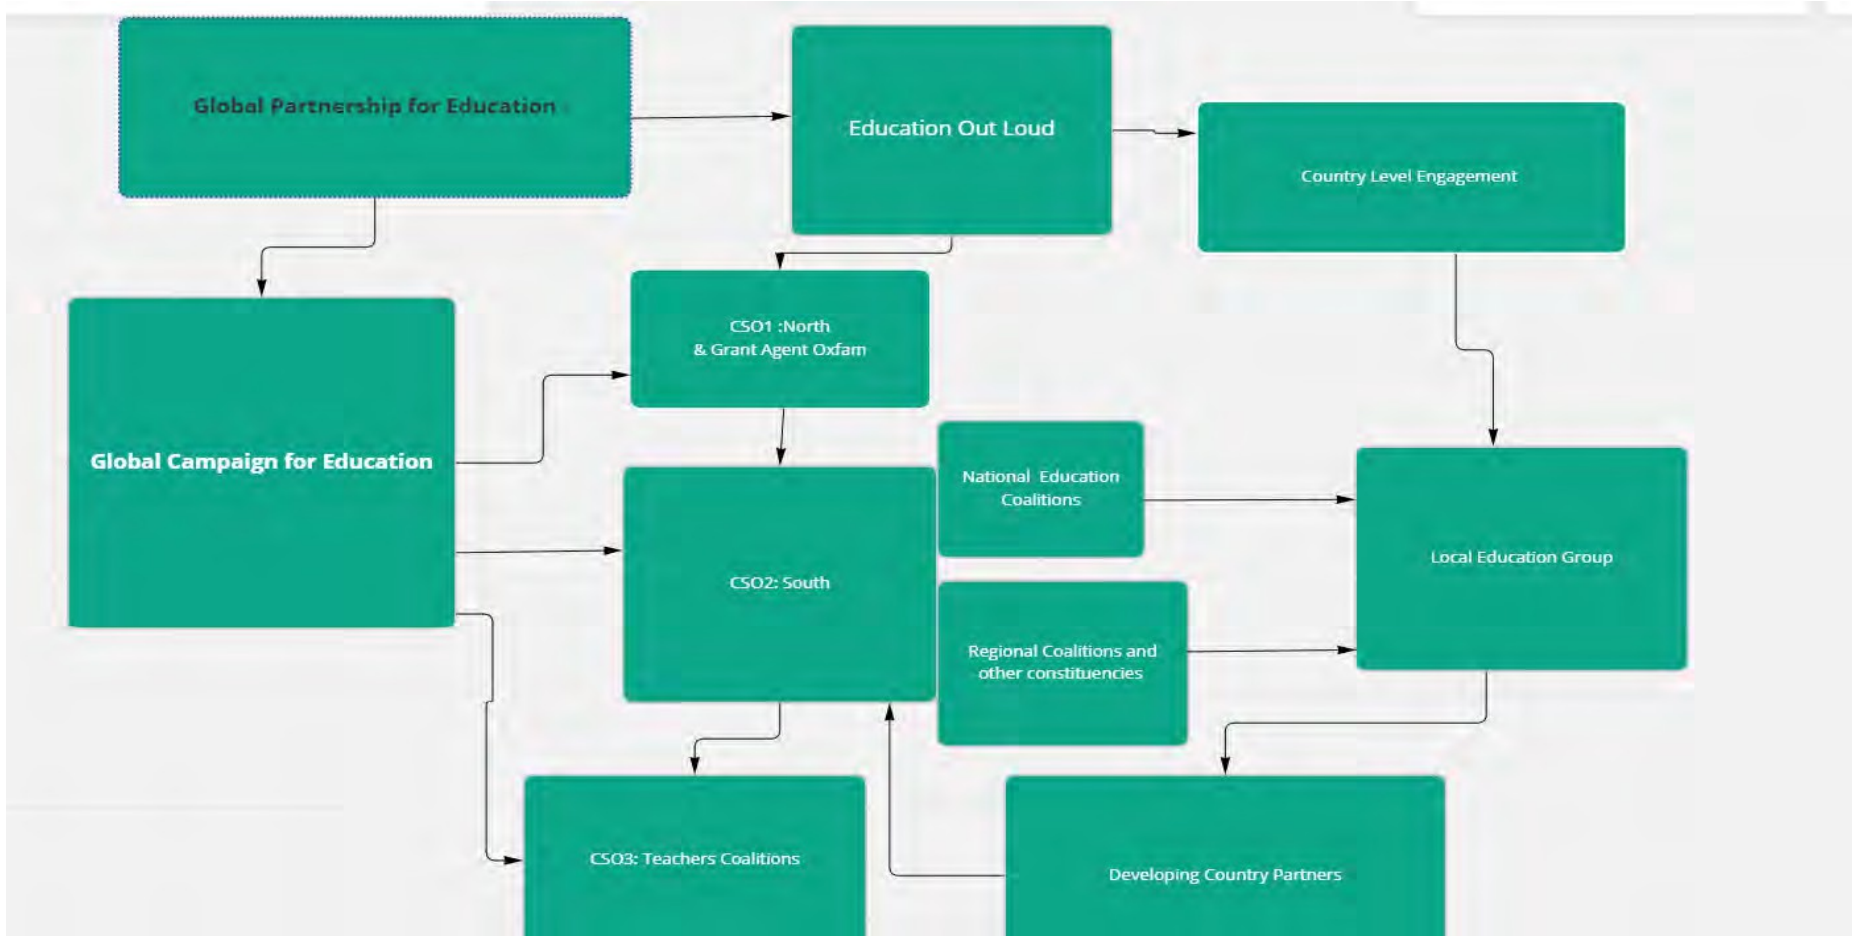 Global Partnership for Education
Education Out Loud
Country Level Engagement
CSO1 :North
& Grant Agent Oxfam
Global Campaign for Education
National  Education
Coalitions
Local Education Group
CSO2: South
Regional Coalitions and
other constituencies
CSO3: Teachers Coalitions
Developing Country Partners